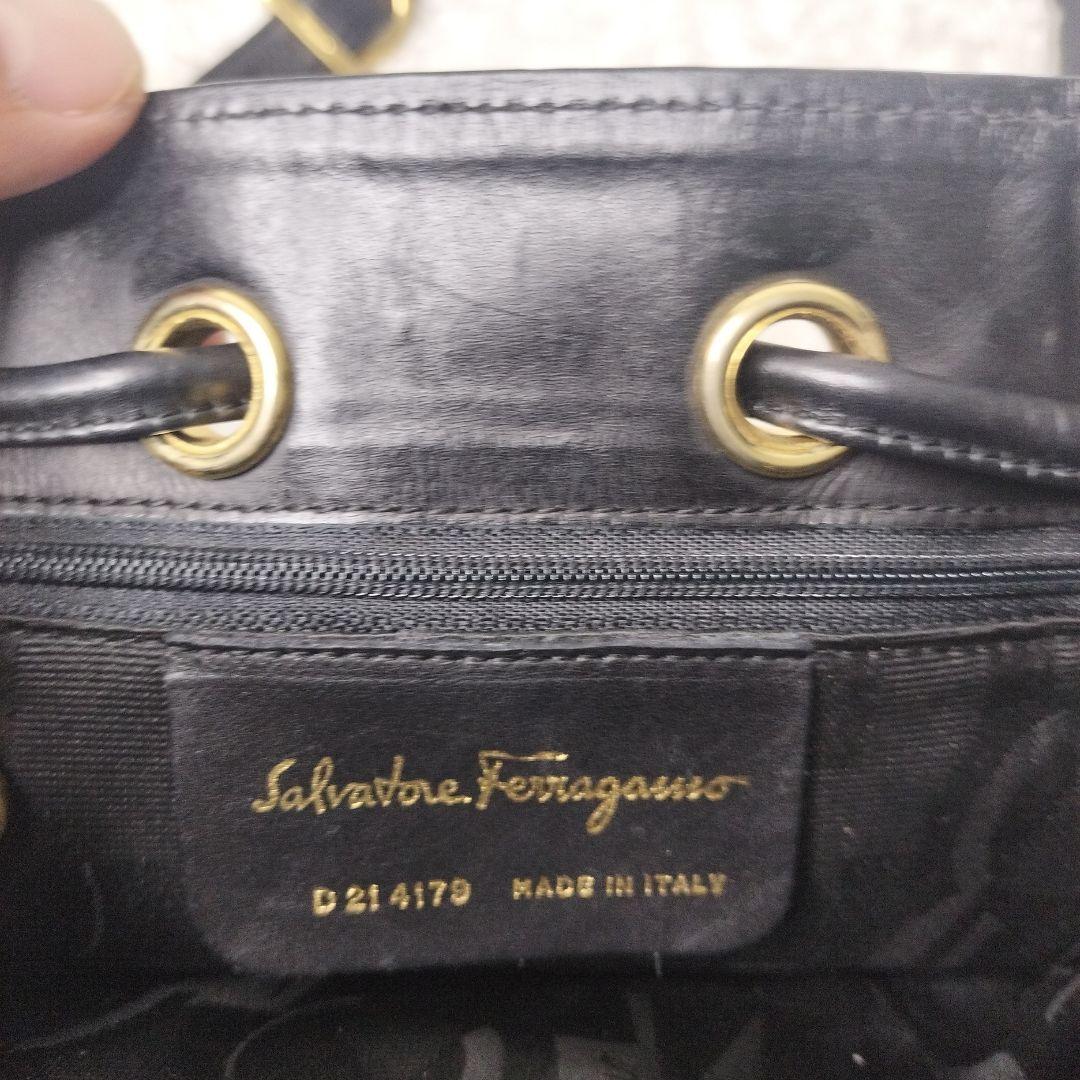 Salvatore Ferragamo
D 21 4179 MADE IN ITALY